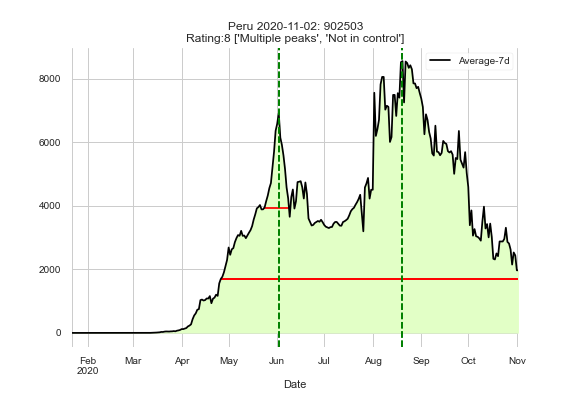 Peru 2020-11-02: 902503
Rating:8 ['Multiple peaks', 'Not in control']
Average-7d
8000
6000
4000
2000
0
Feb Mar Apr May Jun Jul Aug Sep Oct Nov
2020
Date